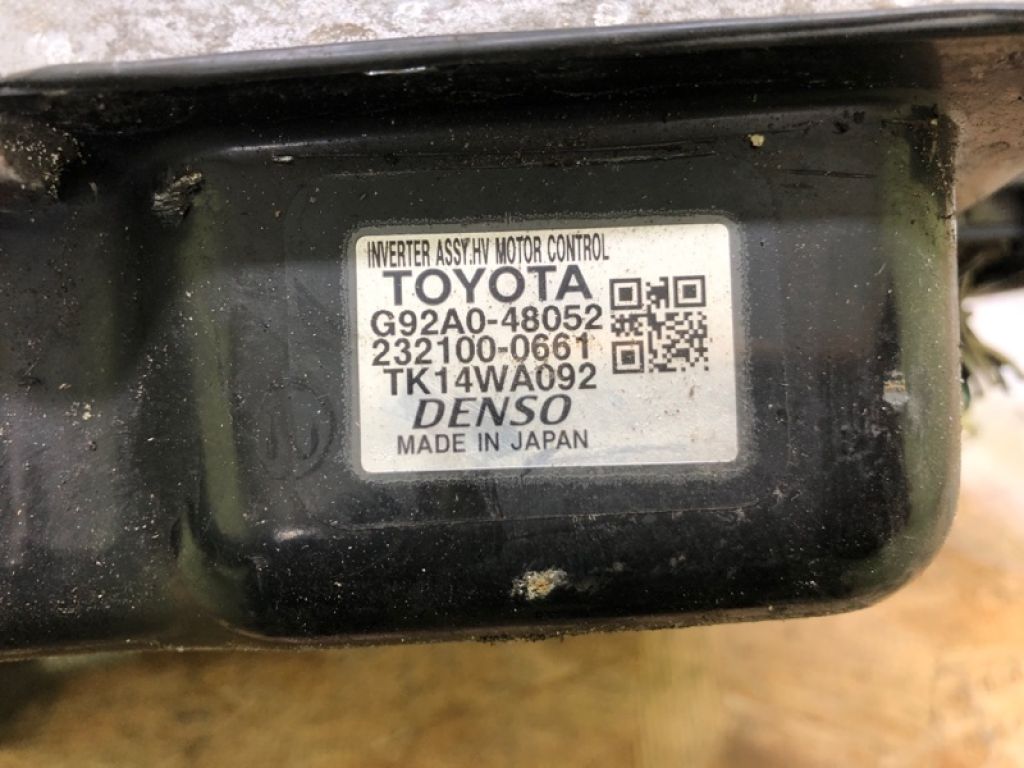 INVERTER ASSY.HV MOTOR CONTROL
TOYOTA
G92A0-48052
232100-0661
TK14WA092
DENSO
MADE IN JAPAN